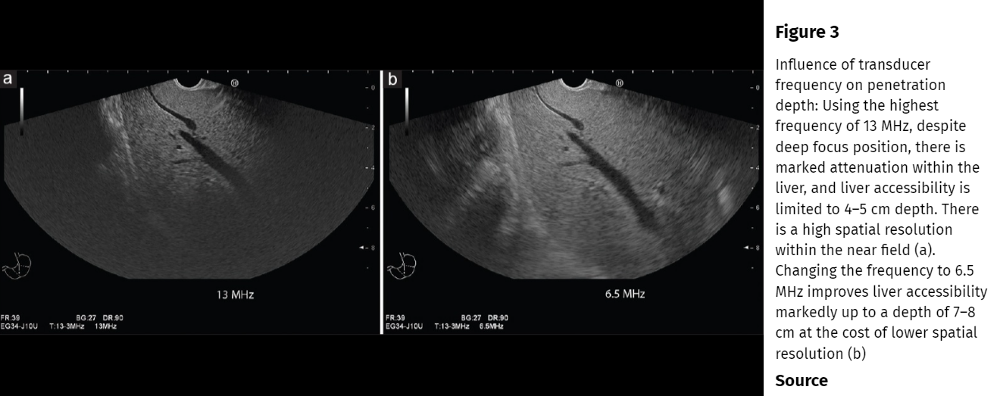 a
H
0
2
4
6
8
13 MHz
FR:39 BG:27 DR:90
EG34-J10U T:13-3MHz 13MHz
b
H
0
2
4
6
8
6.5 MHz
FR:39 BG:27 DR:90
EG34-J10U T:13-3MHz 6.5MHz
Figure 3
Influence of transducer
frequency on penetration
depth: Using the highest
frequency of 13 MHz, despite
deep focus position, there is
marked attenuation within the
liver, and liver accessibility is
limited to 4–5 cm depth. There
is a high spatial resolution
within the near field (a).
Changing the frequency to 6.5
MHz improves liver accessibility
markedly up to a depth of 7–8
cm at the cost of lower spatial
resolution (b)
Source